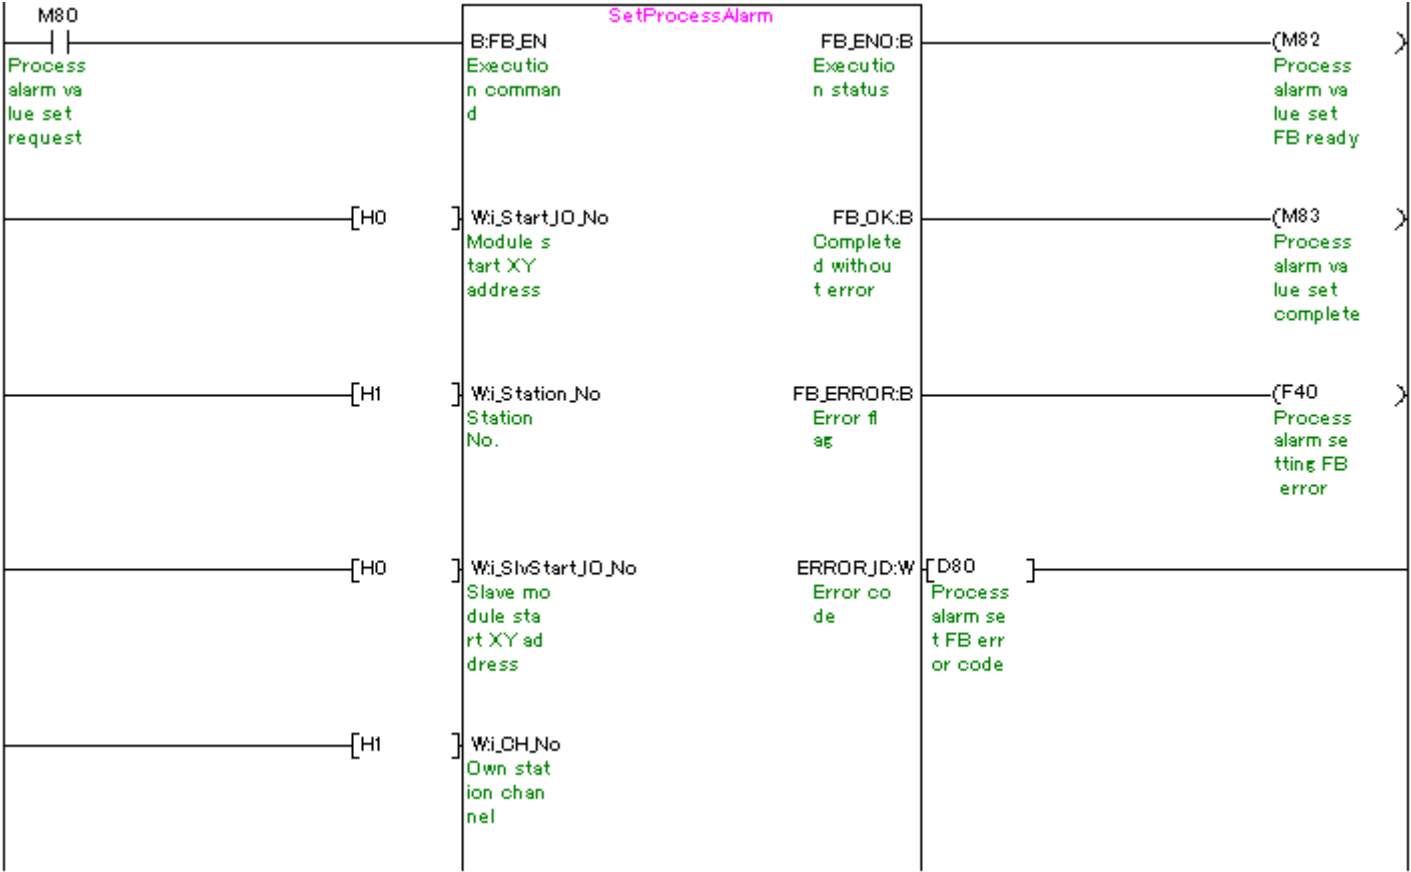 SetProcessAlarm
M80
Process
alarm va
lue set
request
B:FB_EN
Executio
n comman
d
FB_ENO:B
Executio
n status
(M82 )
Process
alarm va
lue set
FB ready
[H0 ]
W:i_Start_IO_No
Module s
tart XY
address
FB_OK:B
Complete
d withou
t error
(M83 )
Process
alarm va
lue set
complete
[H1 ]
W:i_Station_No
Station
No.
FB_ERROR:B
Error fl
ag
(F40 )
Process
alarm se
tting FB
error
[H0 ]
W:i_SlvStart_IO_No
Slave mo
dule sta
rt XY ad
dress
ERROR_ID:W
Error co
de
[D80 ]
Process
alarm se
t FB err
or code
[H1 ]
W:i_CH_No
Own stat
ion chan
nel